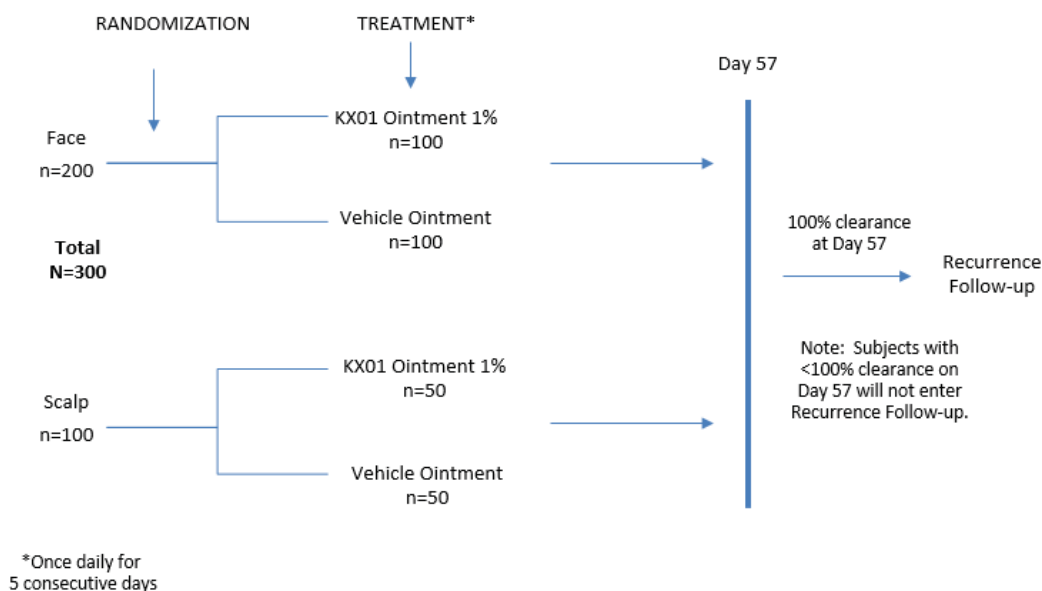 RANDOMIZATION
TREATMENT*
Day 57
Face
n=200
KX01 Ointment 1%
n=100
Vehicle Ointment
n=100
Total
N=300
100% clearance
at Day 57
Recurrence
Follow-up
Note:  Subjects with
<100% clearance on
Day 57 will not enter
Recurrence Follow-up.
Scalp
n=100
KX01 Ointment 1%
n=50
Vehicle Ointment
n=50
*Once daily for
5 consecutive days